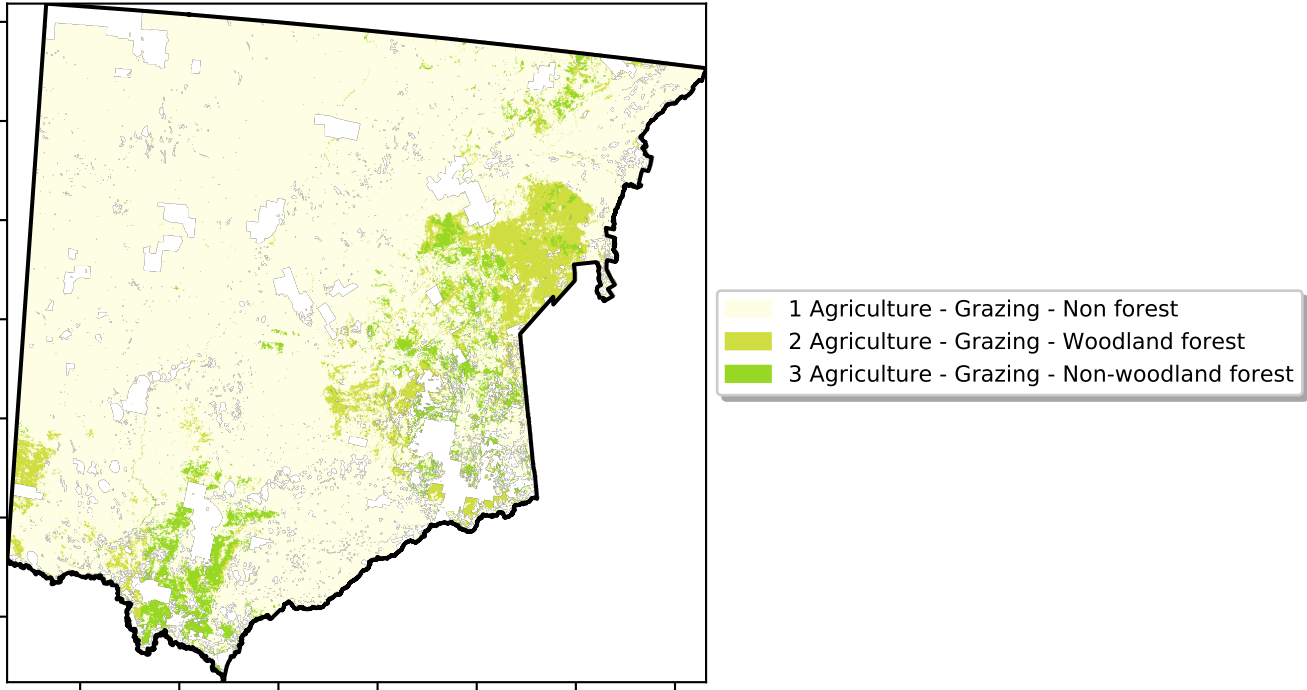 1 Agriculture - Grazing - Non forest
2 Agriculture - Grazing - Woodland forest
3 Agriculture - Grazing - Non-woodland forest